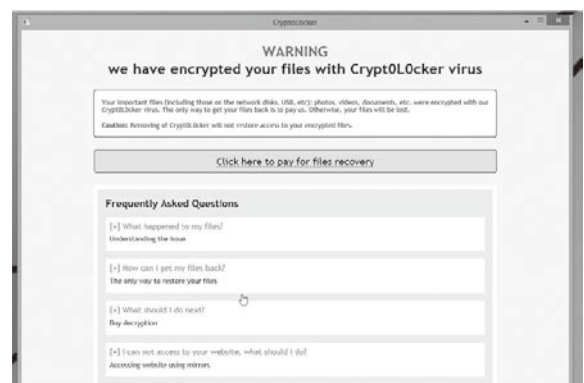 Crypt0L0cker
WARNING
we have encrypted your files with Crypt0L0cker virus
Your important files (including those on the network disks, USB, etc): photos, videos, documents, etc. were encrypted with our
Crypt0L0cker virus. The only way to get your files back is to pay us. Otherwise, your files will be lost.
Caution: Removing of Crypt0L0cker will not restore access to your encrypted files.
Click here to pay for files recovery
Frequently Asked Questions
[+] What happened to my files?
Understanding the issue
[+] How can I get my files back?
The only way to restore your files
[+] What should I do next?
Buy decryption
[+] I can not access to your website, what should I do?
Accessing website using mirrors